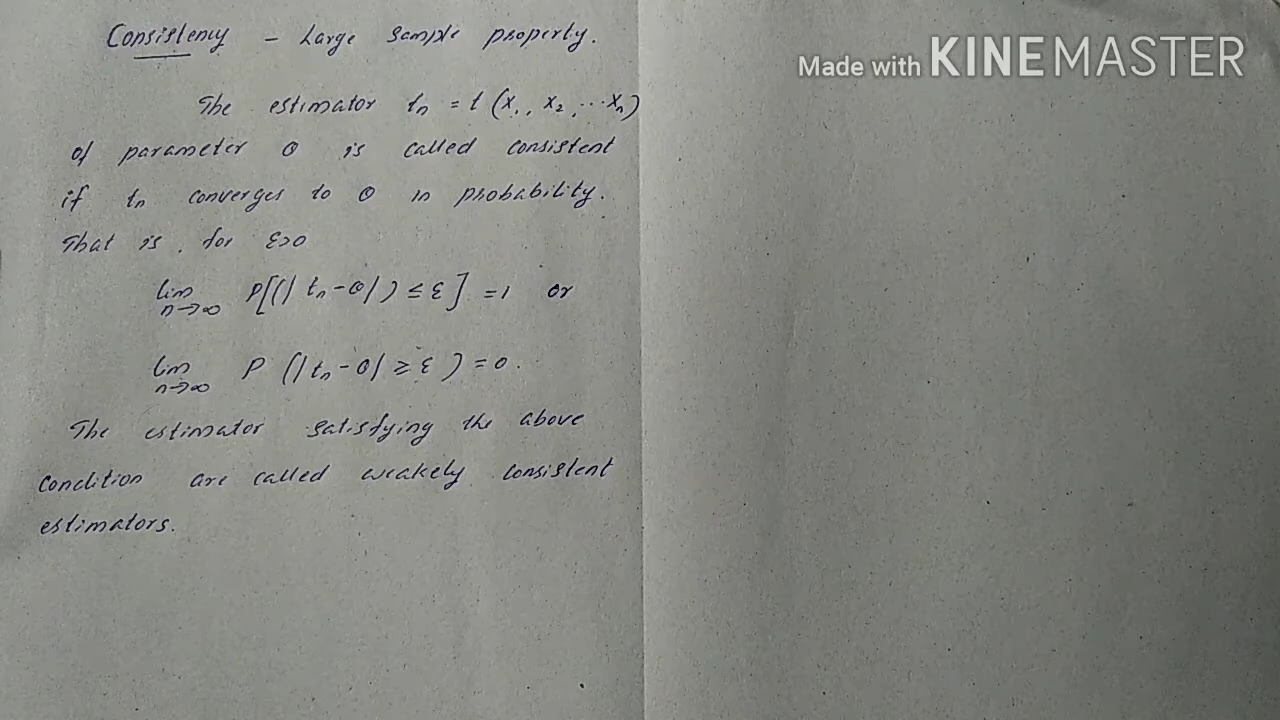 Consistency - Large sample property.
Made with KINEMASTER
The estimator tn = t (x1, x2, ... xn)
of parameter θ is called consistent
if tn converges to θ in probability.
That is, for ε>0
lim n→∞ P[(| tn - θ|) ≤ ε] = 1 or
lim n→∞ P (| tn - θ| ≥ ε) = 0.
The estimator satisfying the above
condition are called weakely consistent
estimators.